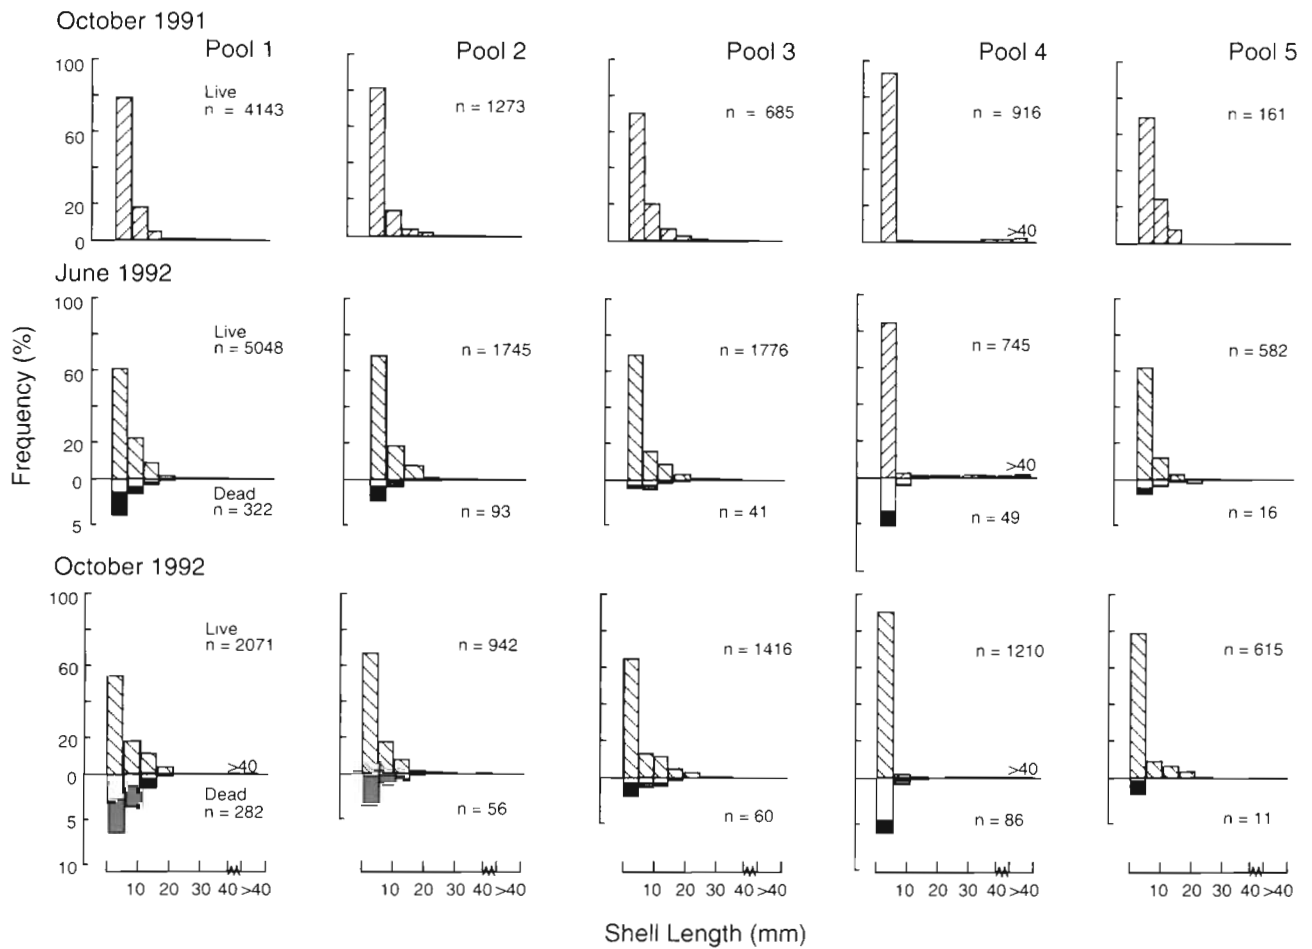 October 1991
Pool 1
Pool 2
Pool 3
Pool 4
Pool 5
100
60
20
0
Live
n = 4143
n = 1273
n = 685
n = 916
n = 161
>40
June 1992
100
60
20
0
5
Live
n = 5048
n = 1745
n = 1776
n = 745
n = 582
>40
Dead
n = 322
n = 93
n = 41
n = 49
n = 16
Frequency (%)
October 1992
100
60
20
0
5
10
Live
n = 2071
n = 942
n = 1416
n = 1210
n = 615
>40
>40
Dead
n = 282
n = 56
n = 60
n = 86
n = 11
10 20 30 40 >40
10 20 30 40 >40
10 20 30 40 >40
10 20 30 40 >40
10 20 30 40 >40
Shell Length (mm)